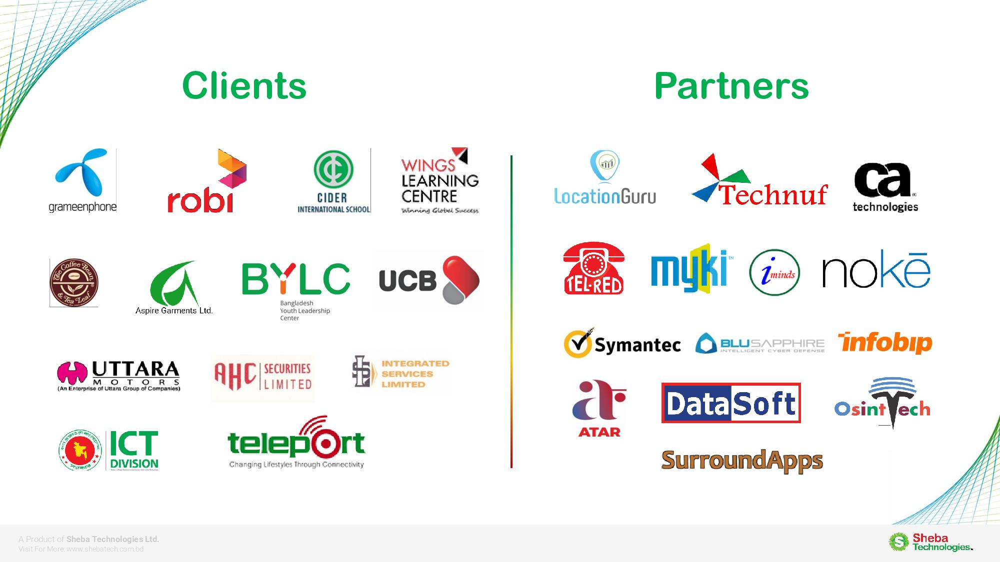 Clients
Partners
grameenphone
robi
CIDER
INTERNATIONAL SCHOOL
WINGS
LEARNING
CENTRE
Winning Global Success
The Coffee Bean
& Tea Leaf
Aspire Garments Ltd.
BYLC
Bangladesh
Youth Leadership
Center
UCB
UTTARA
MOTORS
(An Enterprise of Uttara Group of Companies)
AHC SECURITIES
LIMITED
INTEGRATED
SERVICES
LIMITED
ICT
DIVISION
teleport
Changing Lifestyles Through Connectivity
LocationGuru
Technuf
ca
technologies
TEL-RED
myki™
iminds
nokē
Symantec
BLUSAPPHIRE
INTELLIGENT CYBER DEFENSE
infobip
ar
ATAR
DataSoft
OsintTech
SurroundApps
A Product of Sheba Technologies Ltd.
Visit For More: www.shebatech.com.bd
S Sheba
Technologies